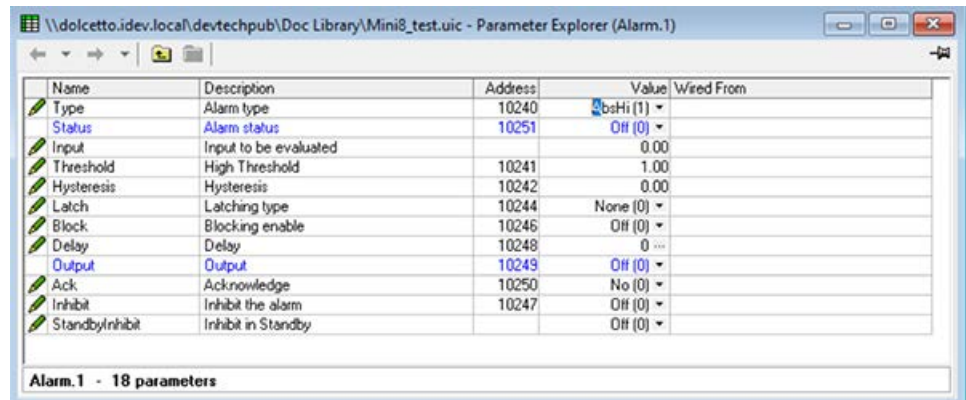 \\dolcetto.idev.local\devtechpub\Doc Library\Mini8_test.uic - Parameter Explorer (Alarm.1)
Name Description Address Value Wired From
Type Alarm type 10240 AbsHi (1)
Status Alarm status 10251 Off (0)
Input Input to be evaluated 0.00
Threshold High Threshold 10241 1.00
Hysteresis Hysteresis 10242 0.00
Latch Latching type 10244 None (0)
Block Blocking enable 10246 Off (0)
Delay Delay 10248 0 ...
Output Output 10249 Off (0)
Ack Acknowledge 10250 No (0)
Inhibit Inhibit the alarm 10247 Off (0)
StandbyInhibit Inhibit in Standby Off (0)
Alarm.1 - 18 parameters